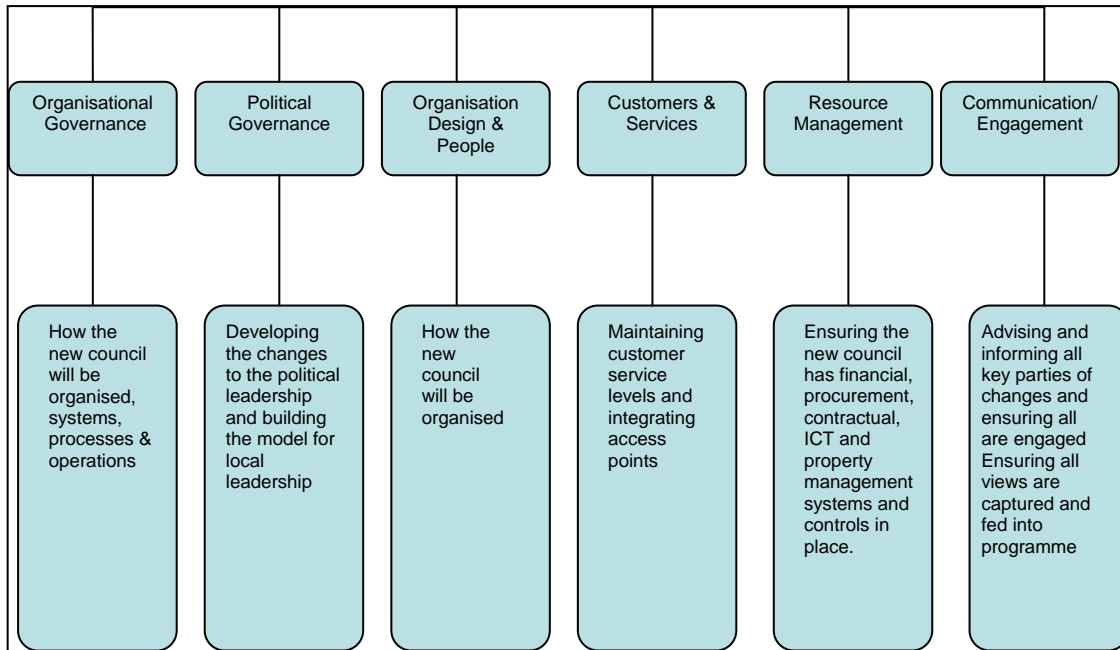 Organisational
Governance
Political
Governance
Organisation
Design &
People
Customers &
Services
Resource
Management
Communication/
Engagement
How the
new council
will be
organised,
systems,
processes &
operations
Developing
the changes
to the political
leadership
and building
the model for
local
leadership
How the
new
council
will be
organised
Maintaining
customer
service
levels and
integrating
access
points
Ensuring the
new council
has financial,
procurement,
contractual,
ICT and
property
management
systems and
controls in
place.
Advising and
informing all
key parties of
changes and
ensuring all
are engaged
Ensuring all
views are
captured and
fed into
programme